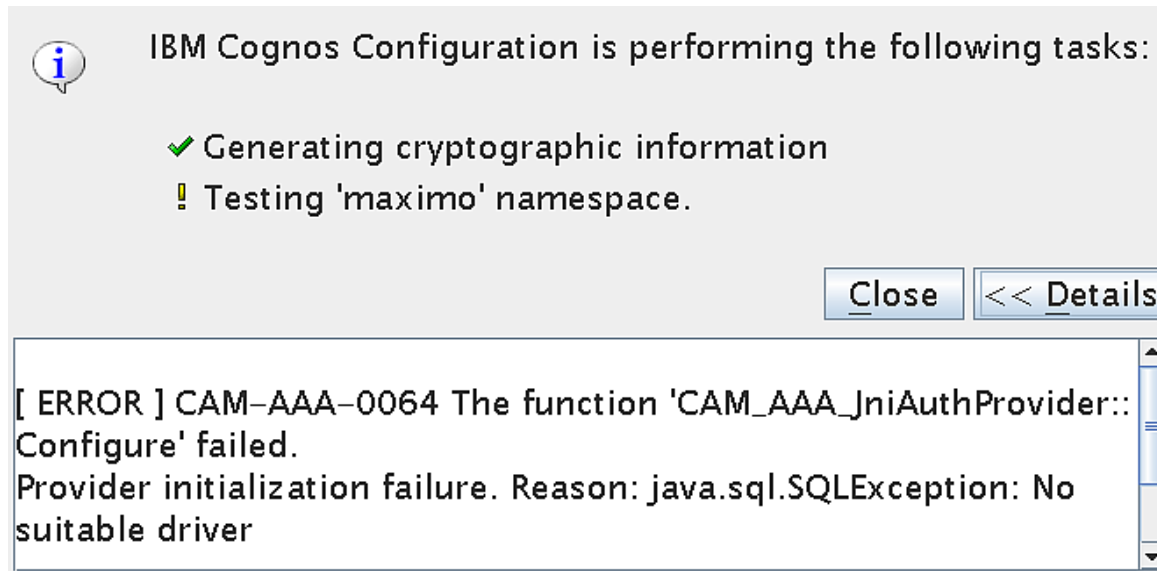 IBM Cognos Configuration is performing the following tasks:
Generating cryptographic information
Testing 'maximo' namespace.
Close
<< Details
[ ERROR ] CAM-AAA-0064 The function 'CAM_AAA_JniAuthProvider::
Configure' failed.
Provider initialization failure. Reason: java.sql.SQLException: No
suitable driver